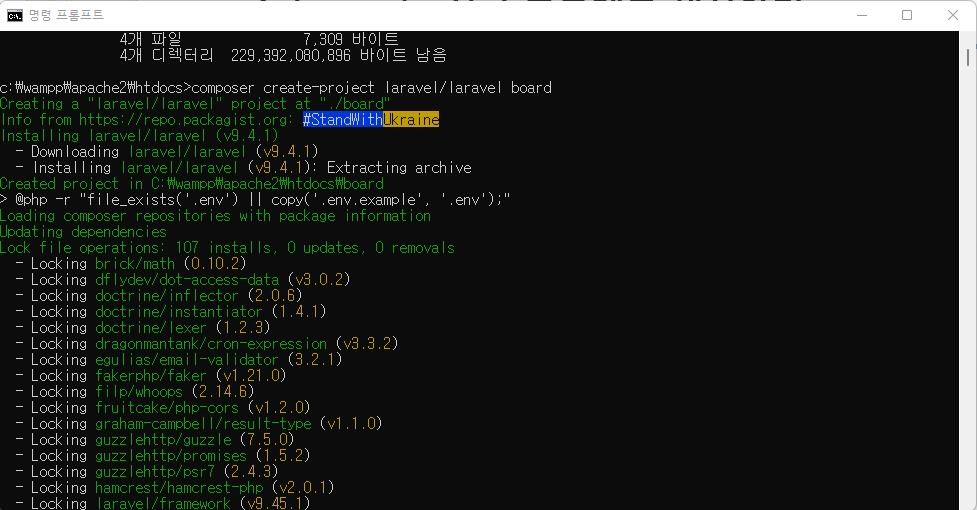 명령 프롬프트
4개 파일 7,309 바이트
4개 디렉터리 229,392,080,896 바이트 남음
c:\wampp\apache2\htdocs>composer create-project laravel/laravel board
Creating a "laravel/laravel" project at "./board"
Info from https://repo.packagist.org: #StandWithUkraine
Installing laravel/laravel (v9.4.1)
- Downloading laravel/laravel (v9.4.1)
- Installing laravel/laravel (v9.4.1): Extracting archive
Created project in C:\wampp\apache2\htdocs\board
> @php -r "file_exists('.env') || copy('.env.example', '.env');"
Loading composer repositories with package information
Updating dependencies
Lock file operations: 107 installs, 0 updates, 0 removals
- Locking brick/math (0.10.2)
- Locking dflydev/dot-access-data (v3.0.2)
- Locking doctrine/inflector (2.0.6)
- Locking doctrine/instantiator (1.4.1)
- Locking doctrine/lexer (1.2.3)
- Locking dragonmantank/cron-expression (v3.3.2)
- Locking egulias/email-validator (3.2.1)
- Locking fakerphp/faker (v1.21.0)
- Locking filp/whoops (2.14.6)
- Locking fruitcake/php-cors (v1.2.0)
- Locking graham-campbell/result-type (v1.1.0)
- Locking guzzlehttp/guzzle (7.5.0)
- Locking guzzlehttp/promises (1.5.2)
- Locking guzzlehttp/psr7 (2.4.3)
- Locking hamcrest/hamcrest-php (v2.0.1)
- Locking laravel/framework (v9.45.1)